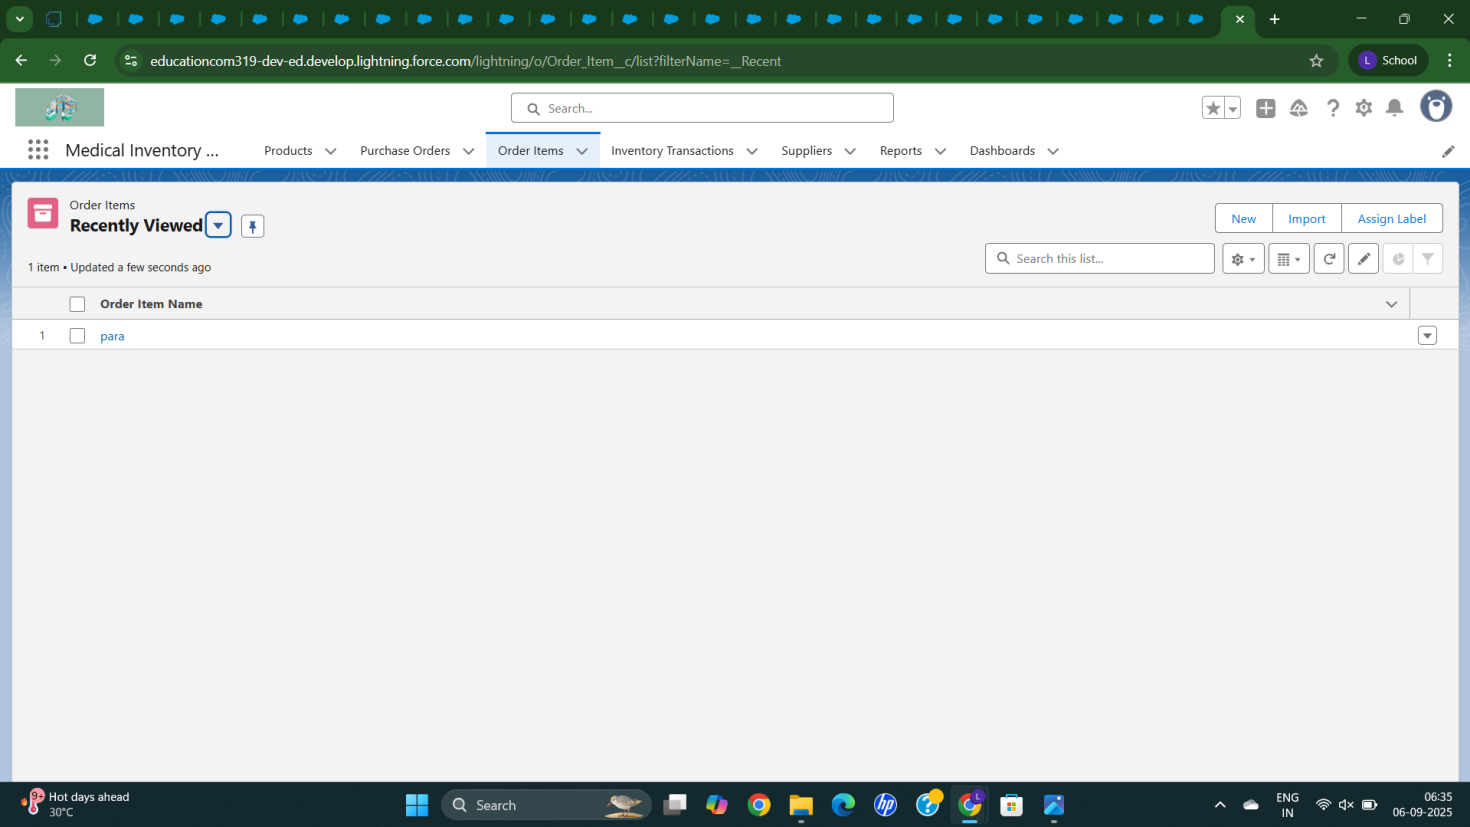 educationcom319-dev-ed.develop.lightning.force.com/lightning/o/Order_Item__c/list?filterName=__Recent
L School
Search...
Medical Inventory ...
Products
Purchase Orders
Order Items
Inventory Transactions
Suppliers
Reports
Dashboards
Order Items
Recently Viewed
New
Import
Assign Label
1 item • Updated a few seconds ago
Search this list...
Order Item Name
1 para
9+
Hot days ahead
30°C
Search
L
ENG
IN
06:35
06-09-2025